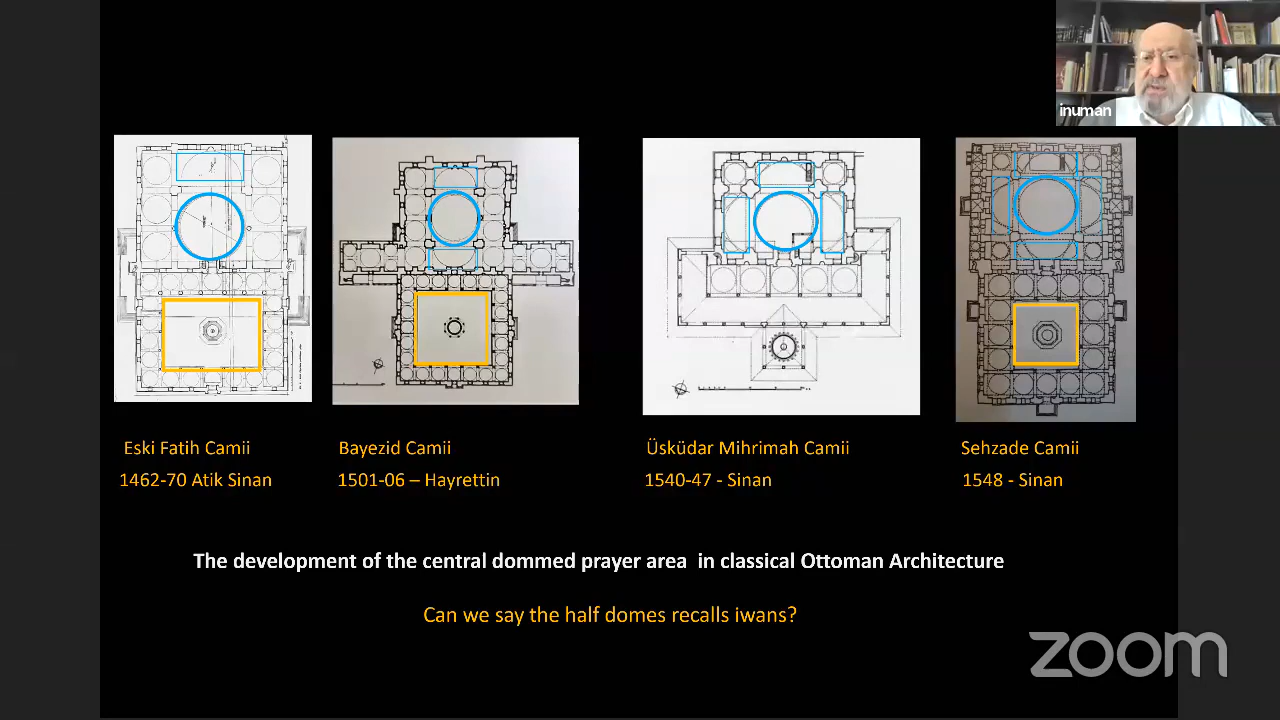 inuman
Eski Fatih Camii
1462-70 Atik Sinan
Bayezid Camii
1501-06 – Hayrettin
Üsküdar Mihrimah Camii
1540-47 - Sinan
Sehzade Camii
1548 - Sinan
The development of the central dommed prayer area in classical Ottoman Architecture
Can we say the half domes recalls iwans?
zoom